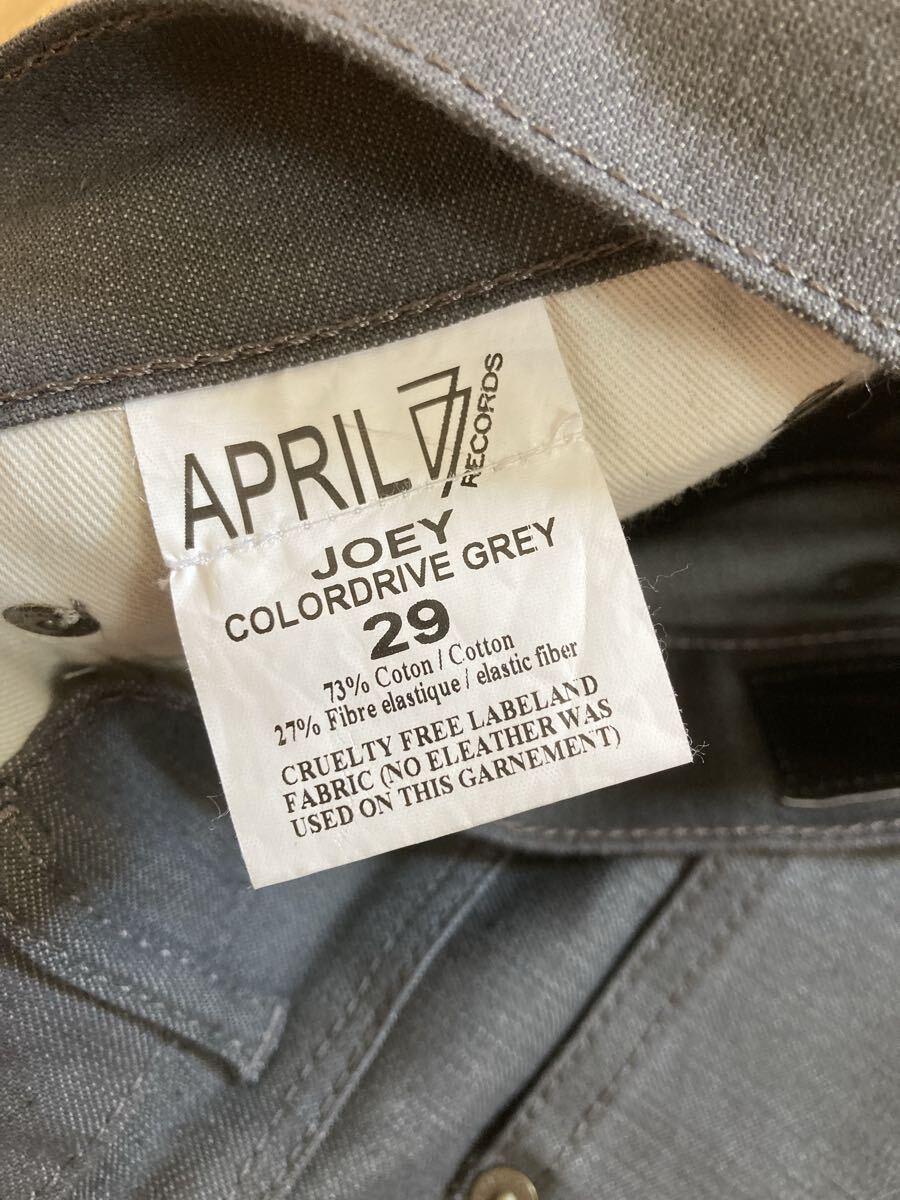 APRIL 77 RECORDS
JOEY
COLORDRIVE GREY
29
73% Coton / Cotton
27% Fibre elastique / elastic fiber
CRUELTY FREE LABELAND
FABRIC (NO ELEATHER WAS
USED ON THIS GARNEMENT)